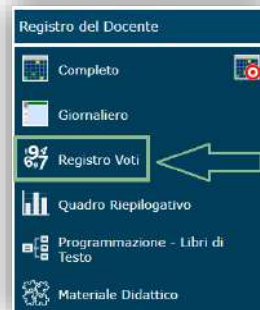 Registro del Docente
Completo
Giornaliero
Registro Voti
Quadro Riepilogativo
Programmazione - Libri di
Testo
Materiale Didattico